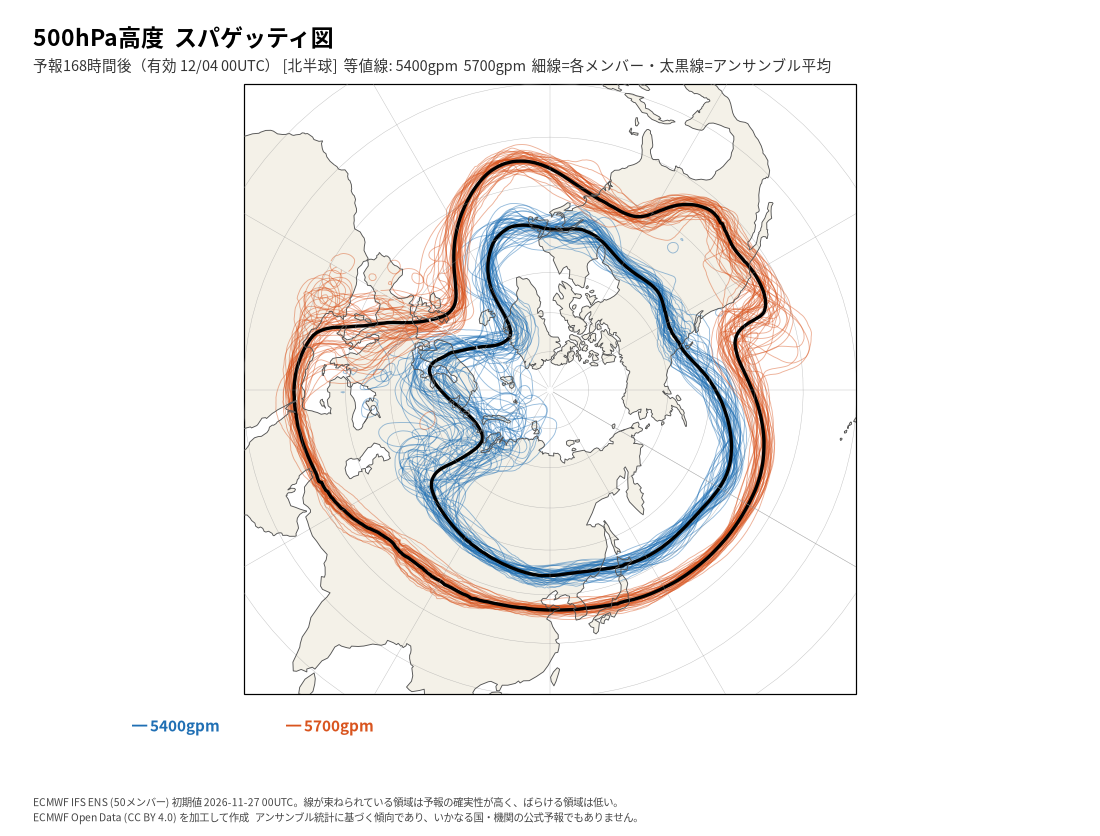 500hPa高度 スパゲッティ図
予報168時間後（有効 12/04 00UTC） [北半球] 等値線: 5400gpm 5700gpm 細線=各メンバー・太黒線=アンサンブル平均
5400gpm 5700gpm
ECMWF IFS ENS (50メンバー) 初期値 2026-11-27 00UTC。線が束ねられている領域は予報の確実性が高く、ばらける領域は低い。
ECMWF Open Data (CC BY 4.0) を加工して作成 アンサンブル統計に基づく傾向であり、いかなる国・機関の公式予報でもありません。